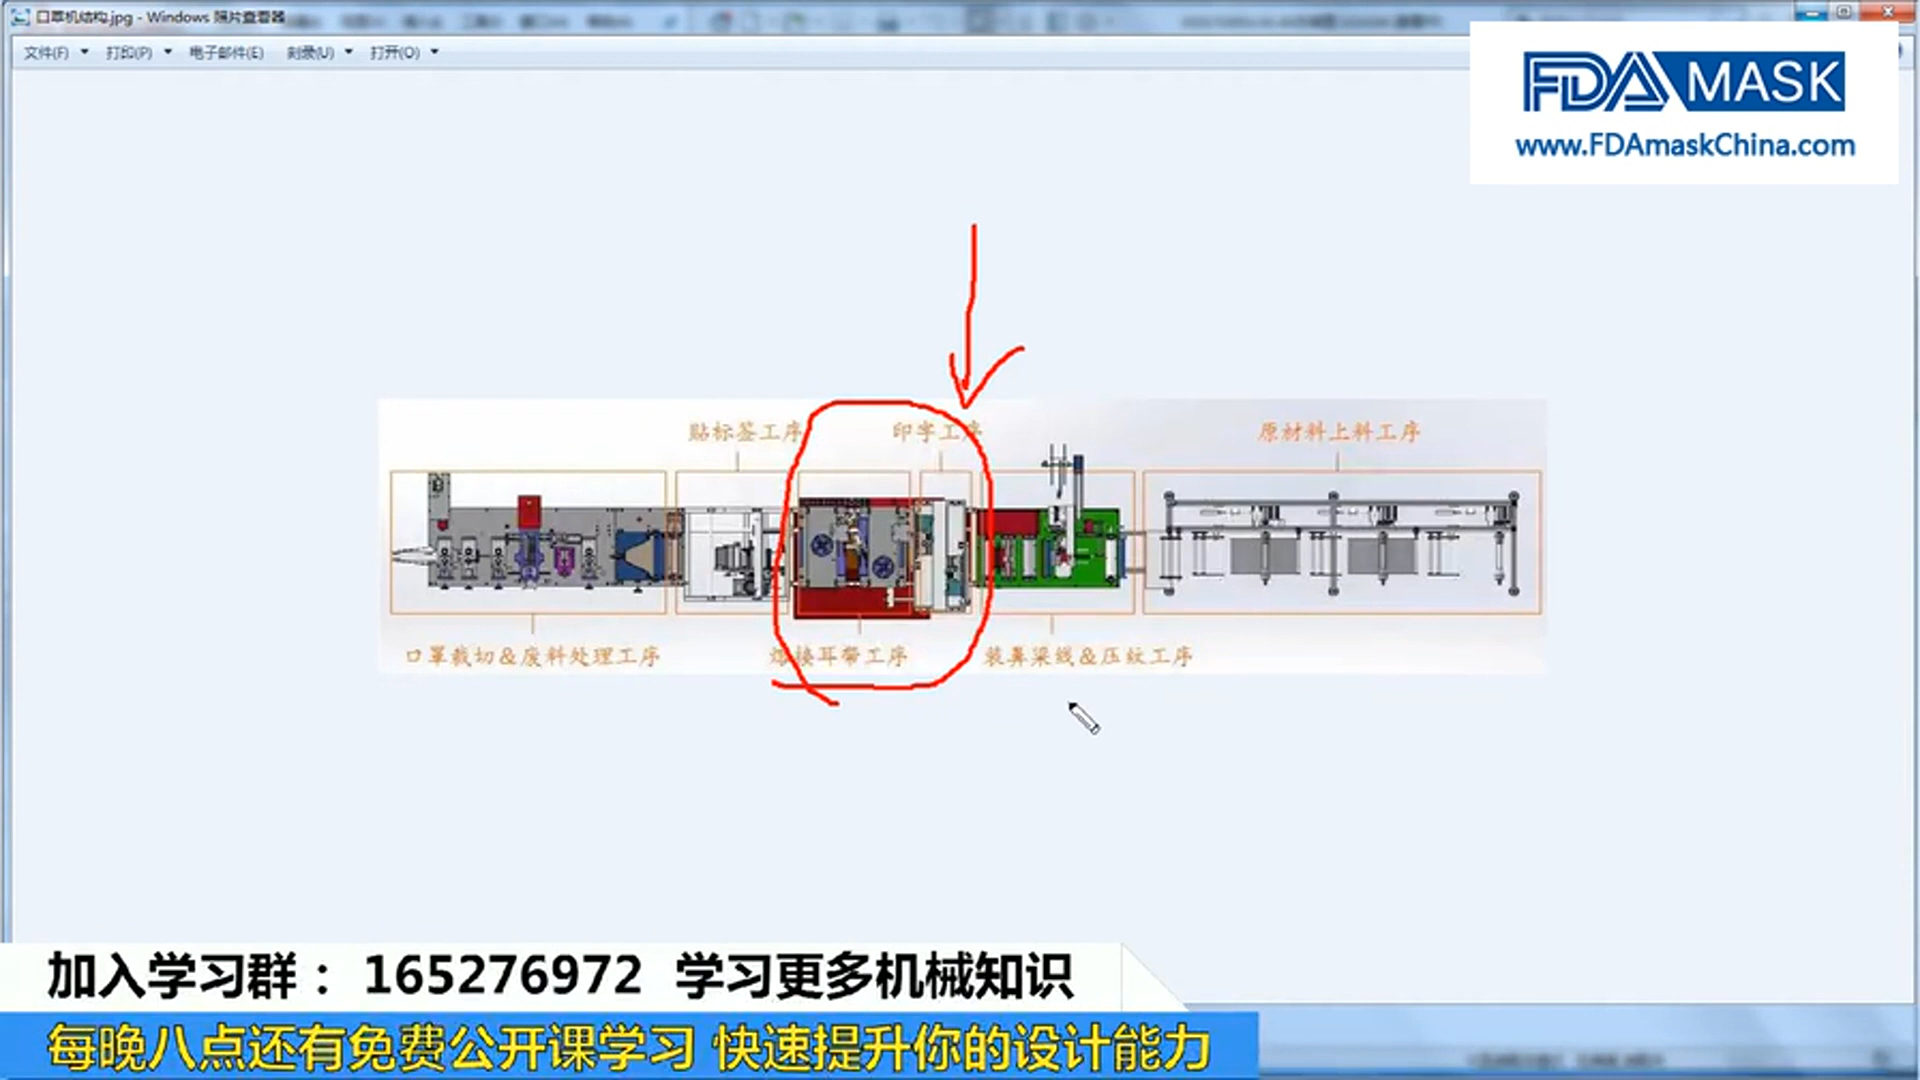 口罩机结构.jpg - Windows 照片查看器
文件(F) 打印(P) 电子邮件(E) 刻录(U) 打开(O)
FDA MASK
www.FDAmaskChina.com
贴标签工序 印字工序 原材料上料工序
口罩裁切&废料处理工序 熔接耳带工序 装鼻梁线&压纹工序
加入学习群： 165276972 学习更多机械知识
每晚八点还有免费公开课学习 快速提升你的设计能力